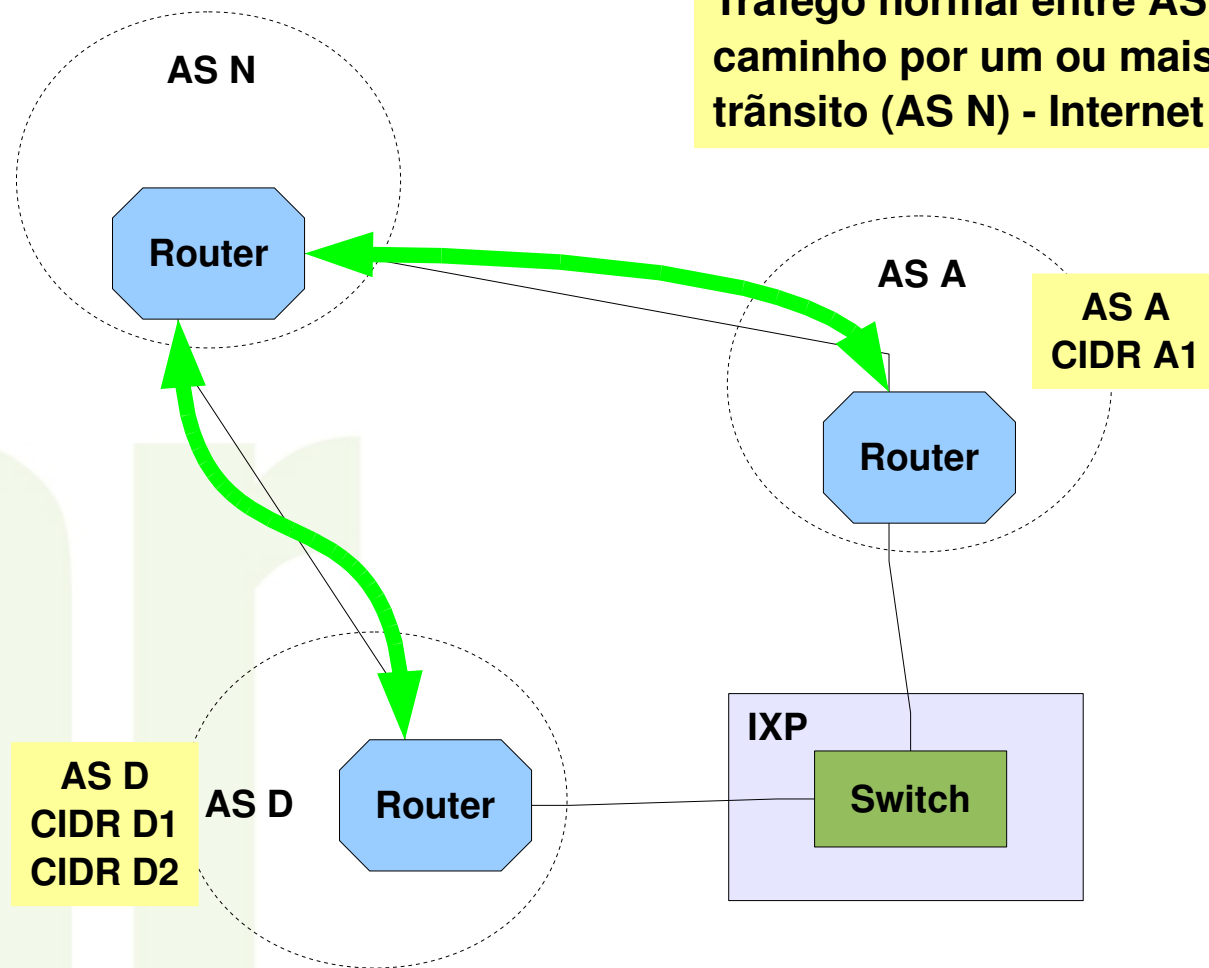 Tráfego normal entre AS
caminho por um ou mais
trãnsito (AS N) - Internet
AS N
Router
AS A
AS A
CIDR A1
Router
IXP
Switch
AS D
CIDR D1
CIDR D2
AS D
Router